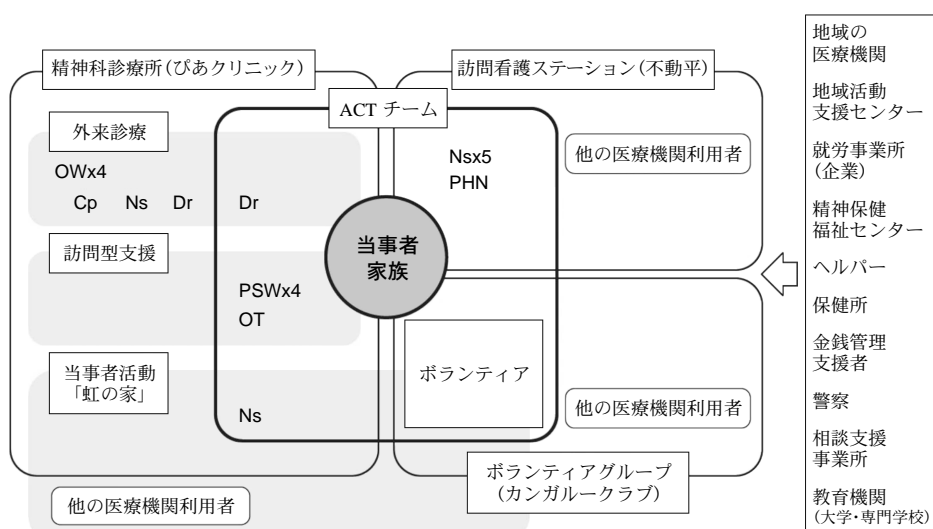 精神科診療所（ぴあクリニック）
訪問看護ステーション（不動平）
ACT チーム
外来診療
OWx4
Cp Ns Dr Dr
Nsx5
PHN
他の医療機関利用者
当事者
家族
訪問型支援
PSWx4
OT
当事者活動
「虹の家」
Ns
ボランティア
他の医療機関利用者
ボランティアグループ
（カンガルークラブ）
他の医療機関利用者
地域の
医療機関
地域活動
支援センター
就労事業所
（企業）
精神保健
福祉センター
ヘルパー
保健所
金銭管理
支援者
警察
相談支援
事業所
教育機関
（大学・専門学校）